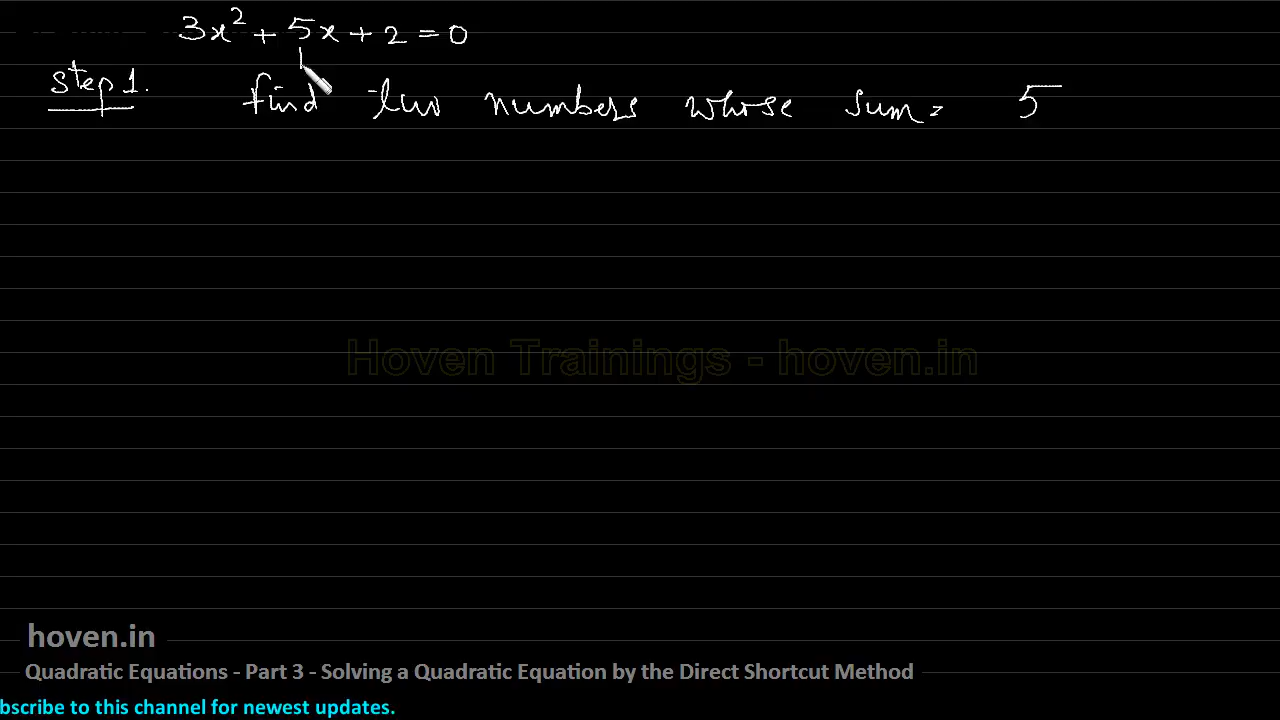 3x² + 5x + 2 = 0
Step 1. find two numbers whose sum = 5
Hoven Trainings - hoven.in
hoven.in
Quadratic Equations - Part 3 - Solving a Quadratic Equation by the Direct Shortcut Method
bscribe to this channel for newest updates.